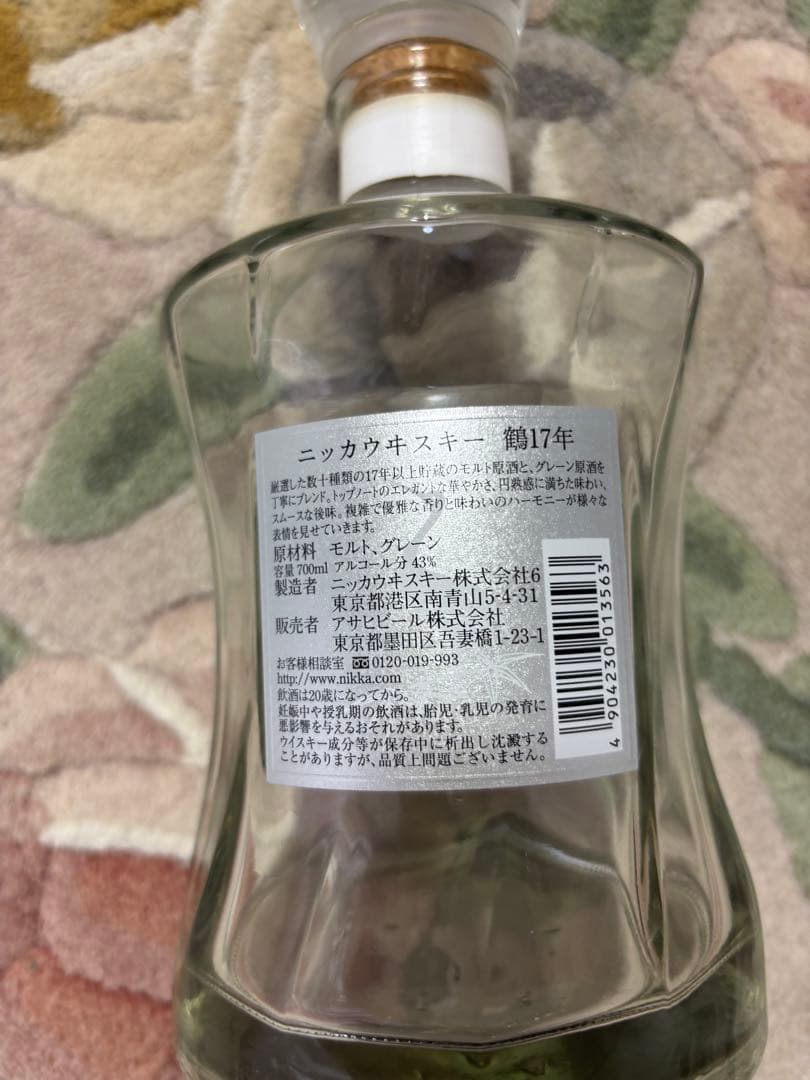 ニッカウヰスキー 鶴17年
厳選した数十種類の17年以上貯蔵のモルト原酒と、グレーン原酒を
丁寧にブレンド。トップノートのエレガントな華やかさ、円熟感に満ちた味わい、
スムースな後味。複雑で優雅な香りと味わいのハーモニーが様々な
表情を見せていきます。
原材料 モルト、グレーン
容量 700ml アルコール分 43%
製造者 ニッカウヰスキー株式会社6
東京都港区南青山5-4-31
販売者 アサヒビール株式会社
東京都墨田区吾妻橋1-23-1
お客様相談室 0120-019-993
http://www.nikka.com
飲酒は20歳になってから。
妊娠中や授乳期の飲酒は、胎児・乳児の発育に
悪影響を与えるおそれがあります。
ウイスキー成分等が保存中に析出し沈澱する
ことがありますが、品質上問題ございません。
4 904230 013563